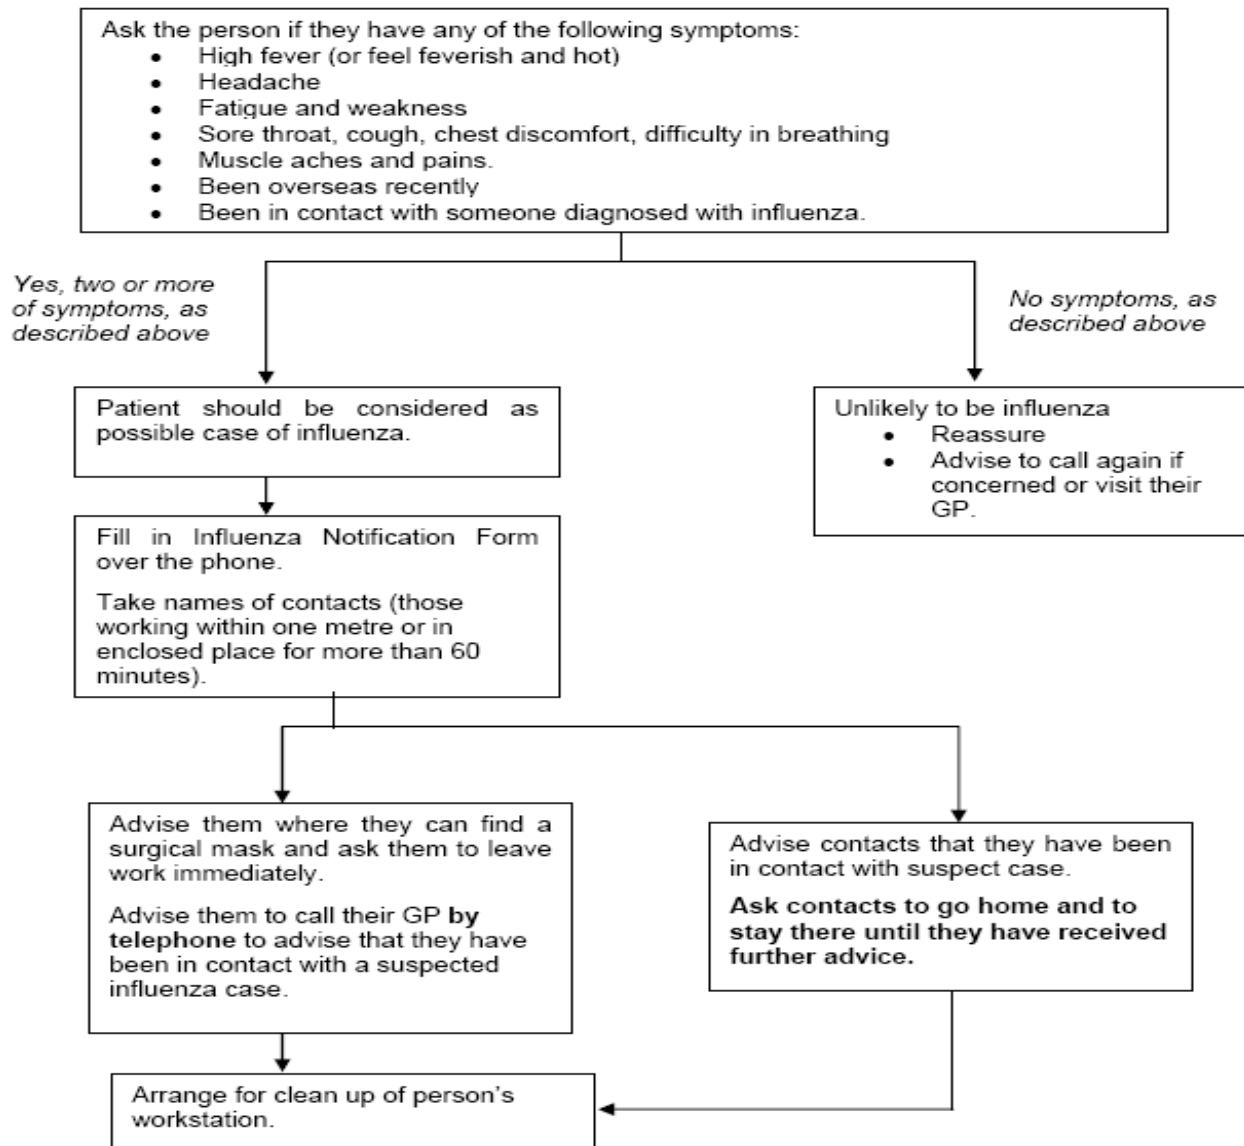 Ask the person if they have any of the following symptoms:
• High fever (or feel feverish and hot)
• Headache
• Fatigue and weakness
• Sore throat, cough, chest discomfort, difficulty in breathing
• Muscle aches and pains.
• Been overseas recently
• Been in contact with someone diagnosed with influenza.
Yes, two or more
of symptoms, as
described above
No symptoms, as
described above
Patient should be considered as
possible case of influenza.
Unlikely to be influenza
• Reassure
• Advise to call again if
concerned or visit their
GP.
Fill in Influenza Notification Form
over the phone.
Take names of contacts (those
working within one metre or in
enclosed place for more than 60
minutes).
Advise them where they can find a
surgical mask and ask them to leave
work immediately.
Advise them to call their GP by
telephone to advise that they have
been in contact with a suspected
influenza case.
Advise contacts that they have been
in contact with suspect case.
Ask contacts to go home and to
stay there until they have received
further advice.
Arrange for clean up of person's
workstation.